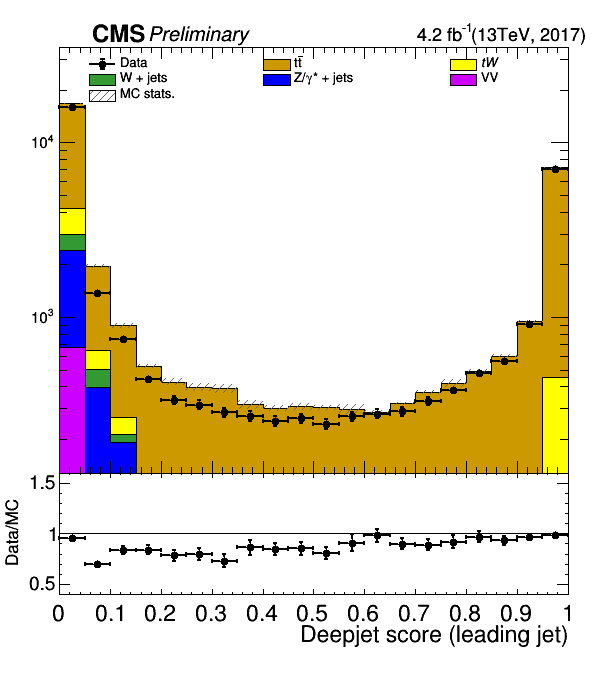 CMS Preliminary 4.2 fb⁻¹(13TeV, 2017)
Data tt̄ tW
W + jets Z/γ* + jets VV
MC stats.
10⁴
10³
1.5
1
0.5
Data/MC
0 0.1 0.2 0.3 0.4 0.5 0.6 0.7 0.8 0.9 1
Deepjet score (leading jet)